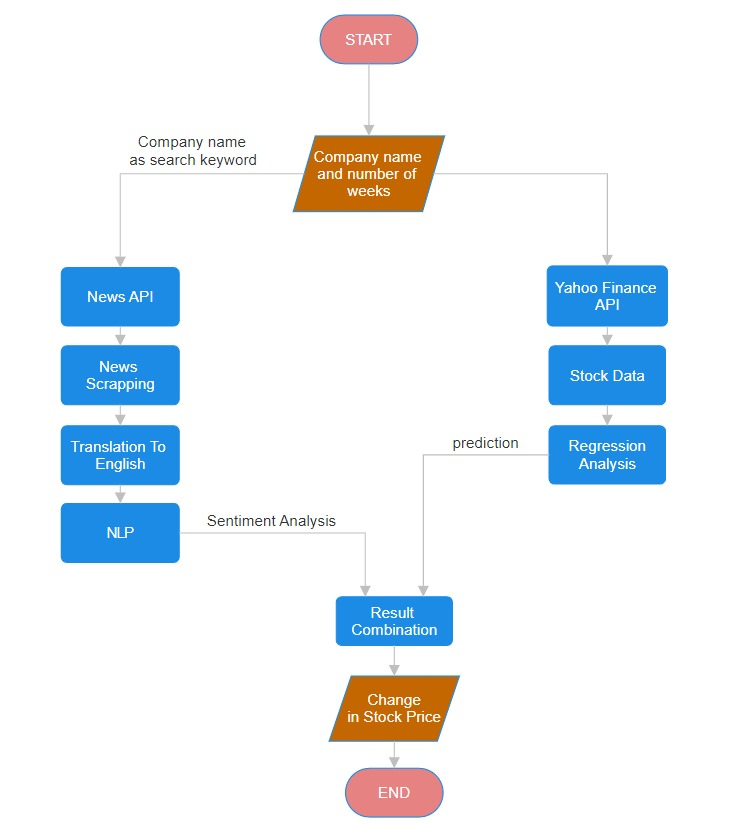 START
Company name
as search keyword
Company name
and number of
weeks
News API
Yahoo Finance
API
News
Scrapping
Stock Data
Translation To
English
prediction
Regression
Analysis
NLP
Sentiment Analysis
Result
Combination
Change
in Stock Price
END